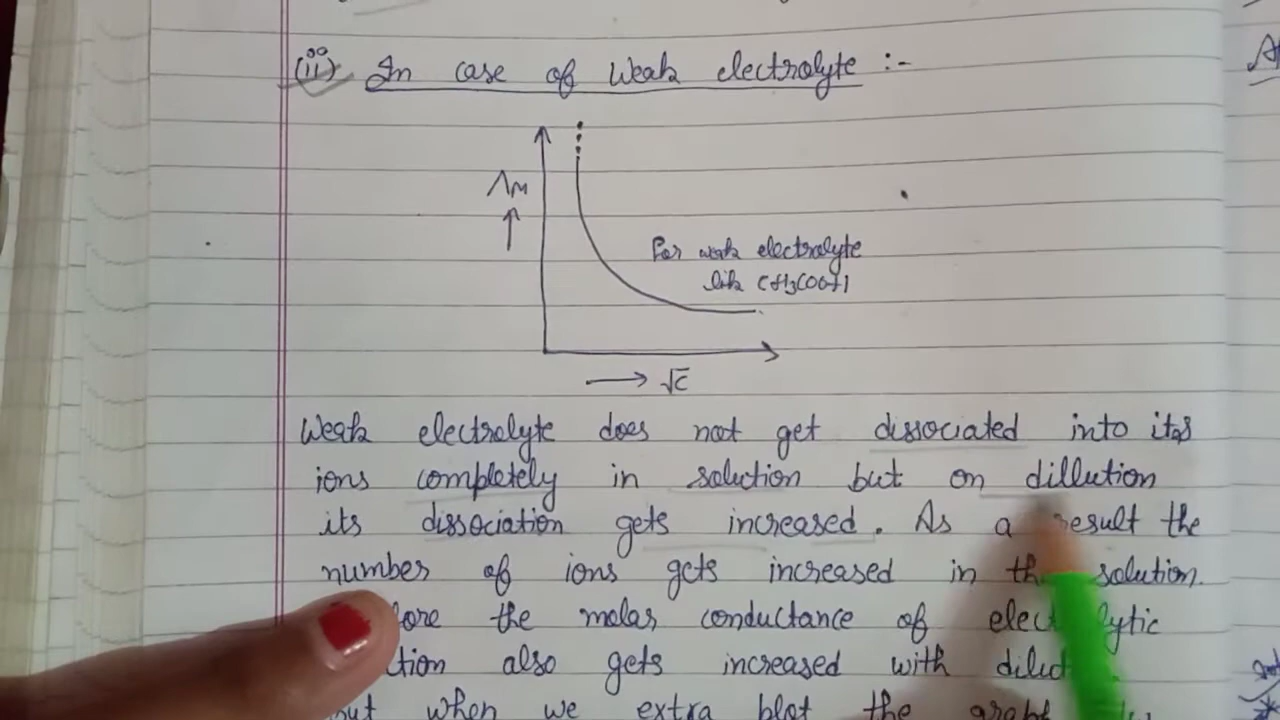 (ii) In case of Weak electrolyte :-
Λm
For weak electrolyte
like CH3COOH
√c
Weak electrolyte does not get dissociated into its
ions completely in solution but on dillution
its dissociation gets increased. As a result the
number of ions gets increased in the solution.
the molar conductance of
also gets increased with
but when we extra plot the graph